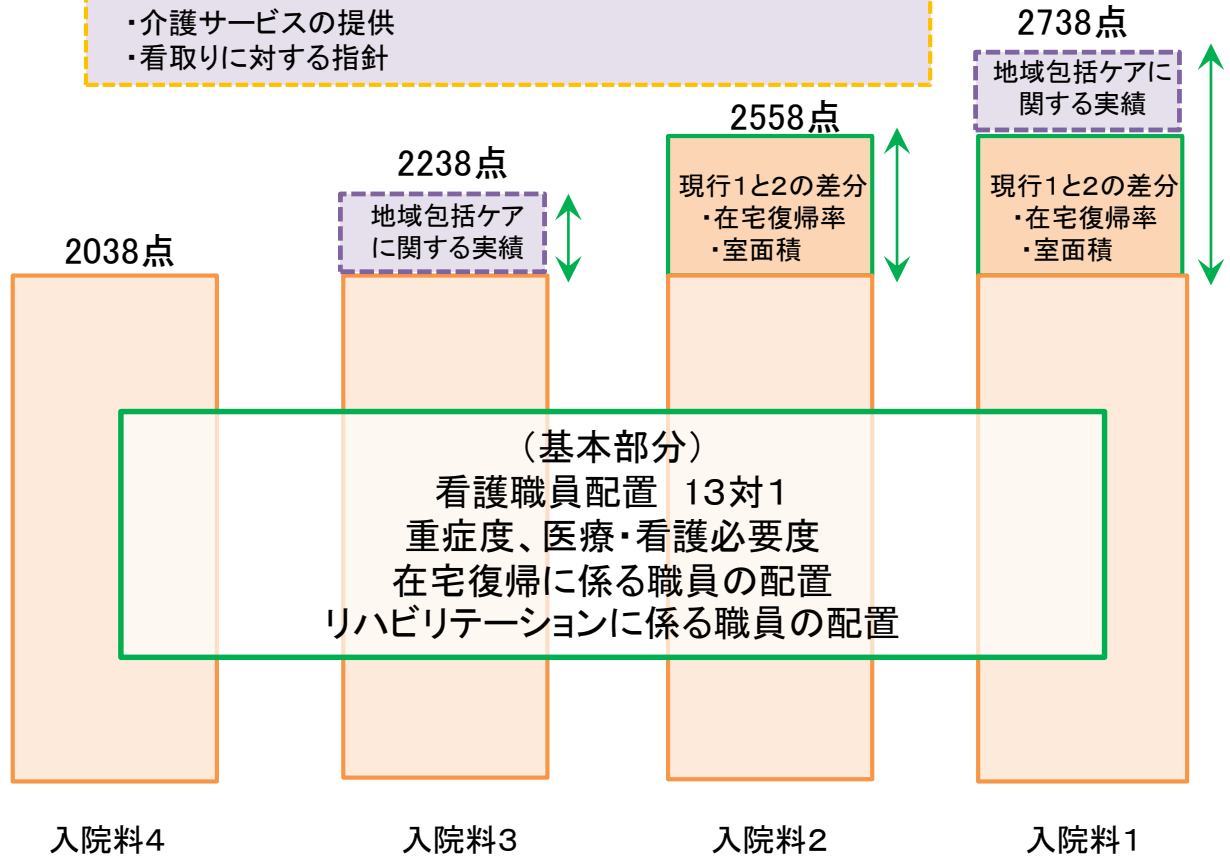 ・介護サービスの提供
・看取りに対する指針
2738点
地域包括ケアに
関する実績
2558点
現行1と2の差分
・在宅復帰率
・室面積
現行1と2の差分
・在宅復帰率
・室面積
2238点
地域包括ケア
に関する実績
2038点
（基本部分）
看護職員配置 13対1
重症度、医療・看護必要度
在宅復帰に係る職員の配置
リハビリテーションに係る職員の配置
入院料4
入院料3
入院料2
入院料1